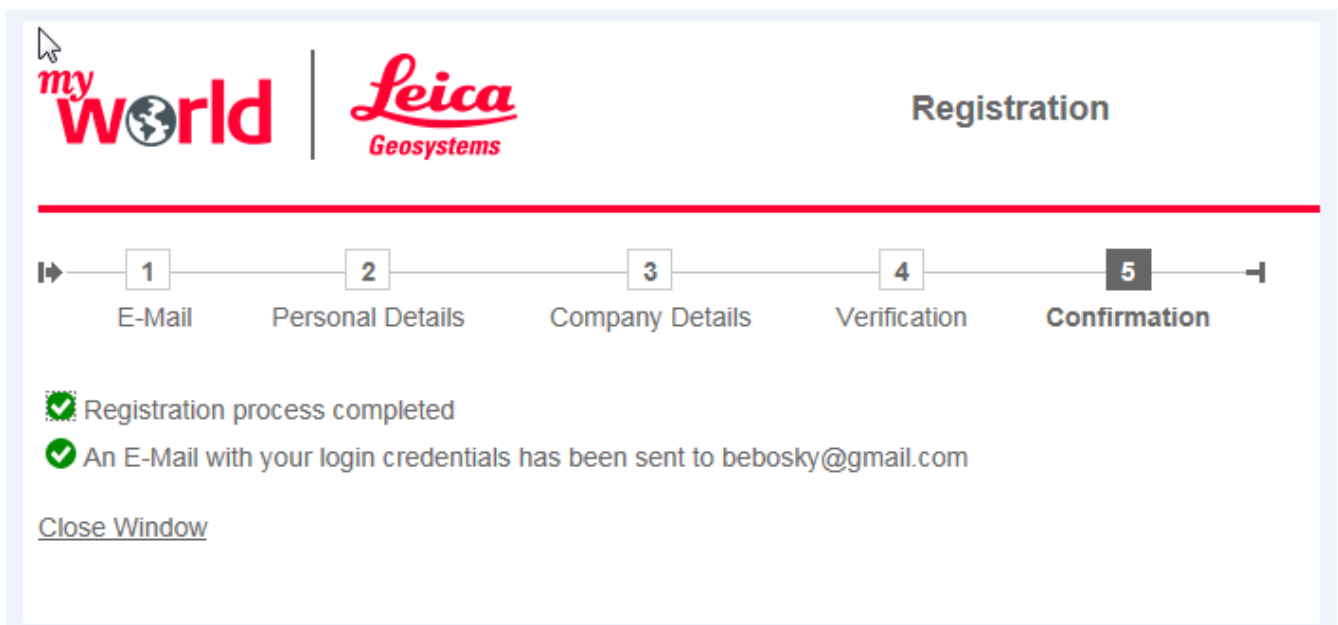 my
world
Leica
Geosystems
Registration
1 2 3 4 5
E-Mail Personal Details Company Details Verification Confirmation
Registration process completed
An E-Mail with your login credentials has been sent to bebosky@gmail.com
Close Window